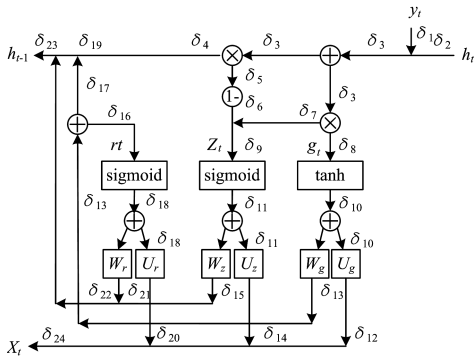 y_t
h_{t-1} δ_23 δ_19 δ_4 δ_3 δ_3 δ_1 δ_2 h_t
δ_5 δ_3
δ_17 1- δ_6
δ_16 δ_7
rt Z_t δ_9 g_t δ_8
sigmoid sigmoid tanh
δ_13 δ_18 δ_11 δ_10
δ_18 δ_11 δ_10
W_r U_r W_z U_z W_g U_g
δ_22 δ_21 δ_15 δ_13
X_t δ_24 δ_20 δ_14 δ_12